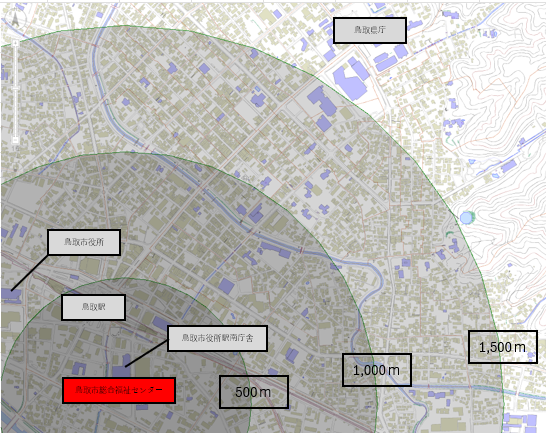 鳥取県庁
鳥取市役所
鳥取駅
鳥取市役所駅南庁舎
鳥取市総合福祉センター
500ｍ
1,000ｍ
1,500ｍ